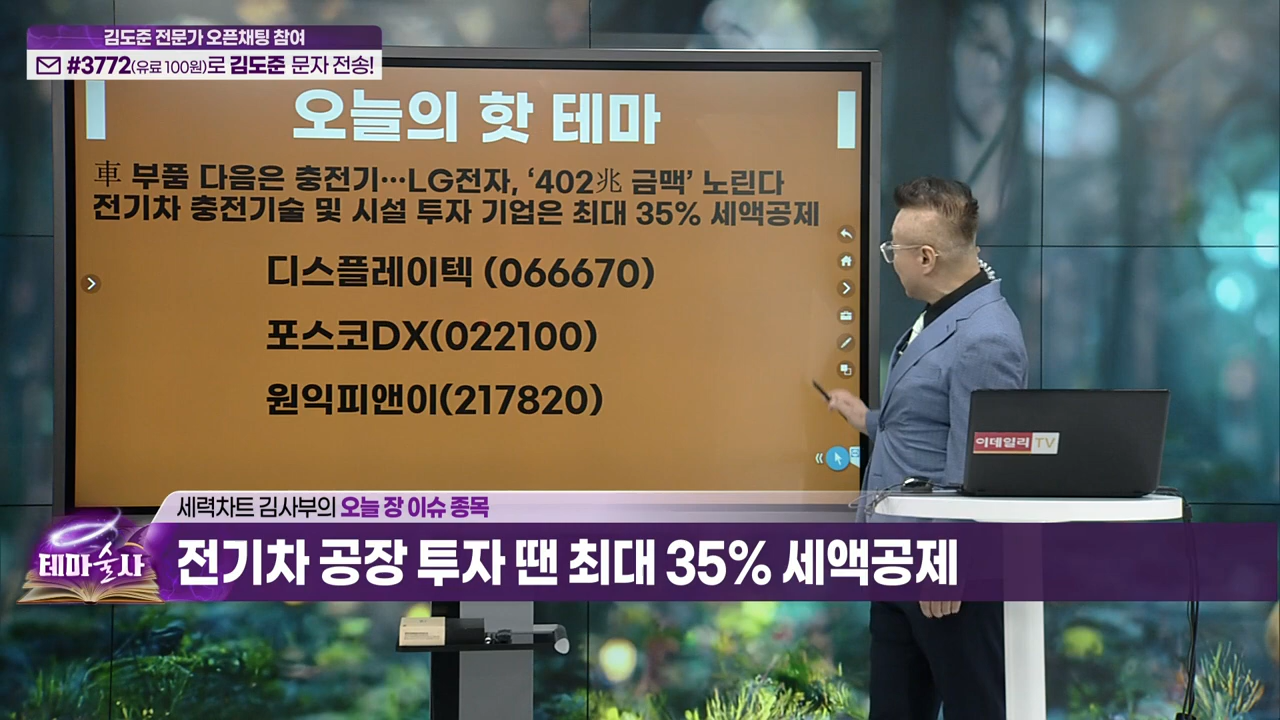 김도준 전문가 오픈채팅 참여
#3772(유료 100원)로 김도준 문자 전송!
오늘의 핫 테마
車 부품 다음은 충전기…LG전자, ‘402兆 금맥’ 노린다
전기차 충전기술 및 시설 투자 기업은 최대 35% 세액공제
디스플레이텍 (066670)
포스코DX(022100)
원익피앤이(217820)
이데일리TV
세력차트 김사부의 오늘 장 이슈 종목
테마술사
전기차 공장 투자 땐 최대 35% 세액공제